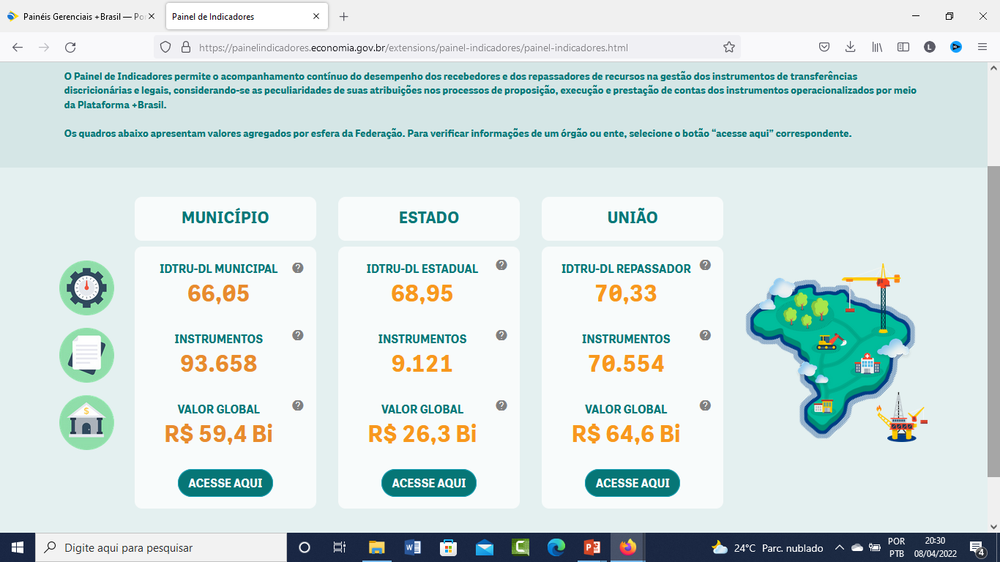 Painéis Gerenciais +Brasil — Po
Painel de Indicadores
https://painelindicadores.economia.gov.br/extensions/painel-indicadores/painel-indicadores.html
L
O Painel de Indicadores permite o acompanhamento contínuo do desempenho dos recebedores e dos repassadores de recursos na gestão dos instrumentos de transferências
discricionárias e legais, considerando-se as peculiaridades de suas atribuições nos processos de proposição, execução e prestação de contas dos instrumentos operacionalizados por meio
da Plataforma +Brasil.
Os quadros abaixo apresentam valores agregados por esfera da Federação. Para verificar informações de um órgão ou ente, selecione o botão “acesse aqui” correspondente.
MUNICÍPIO
IDTRU-DL MUNICIPAL ?
66,05
INSTRUMENTOS ?
93.658
VALOR GLOBAL ?
R$ 59,4 Bi
ACESSE AQUI
ESTADO
IDTRU-DL ESTADUAL ?
68,95
INSTRUMENTOS ?
9.121
VALOR GLOBAL ?
R$ 26,3 Bi
ACESSE AQUI
UNIÃO
IDTRU-DL REPASSADOR ?
70,33
INSTRUMENTOS ?
70.554
VALOR GLOBAL ?
R$ 64,6 Bi
ACESSE AQUI
$
Digite aqui para pesquisar
24°C Parc. nublado
POR
PTB
20:30
08/04/2022
4